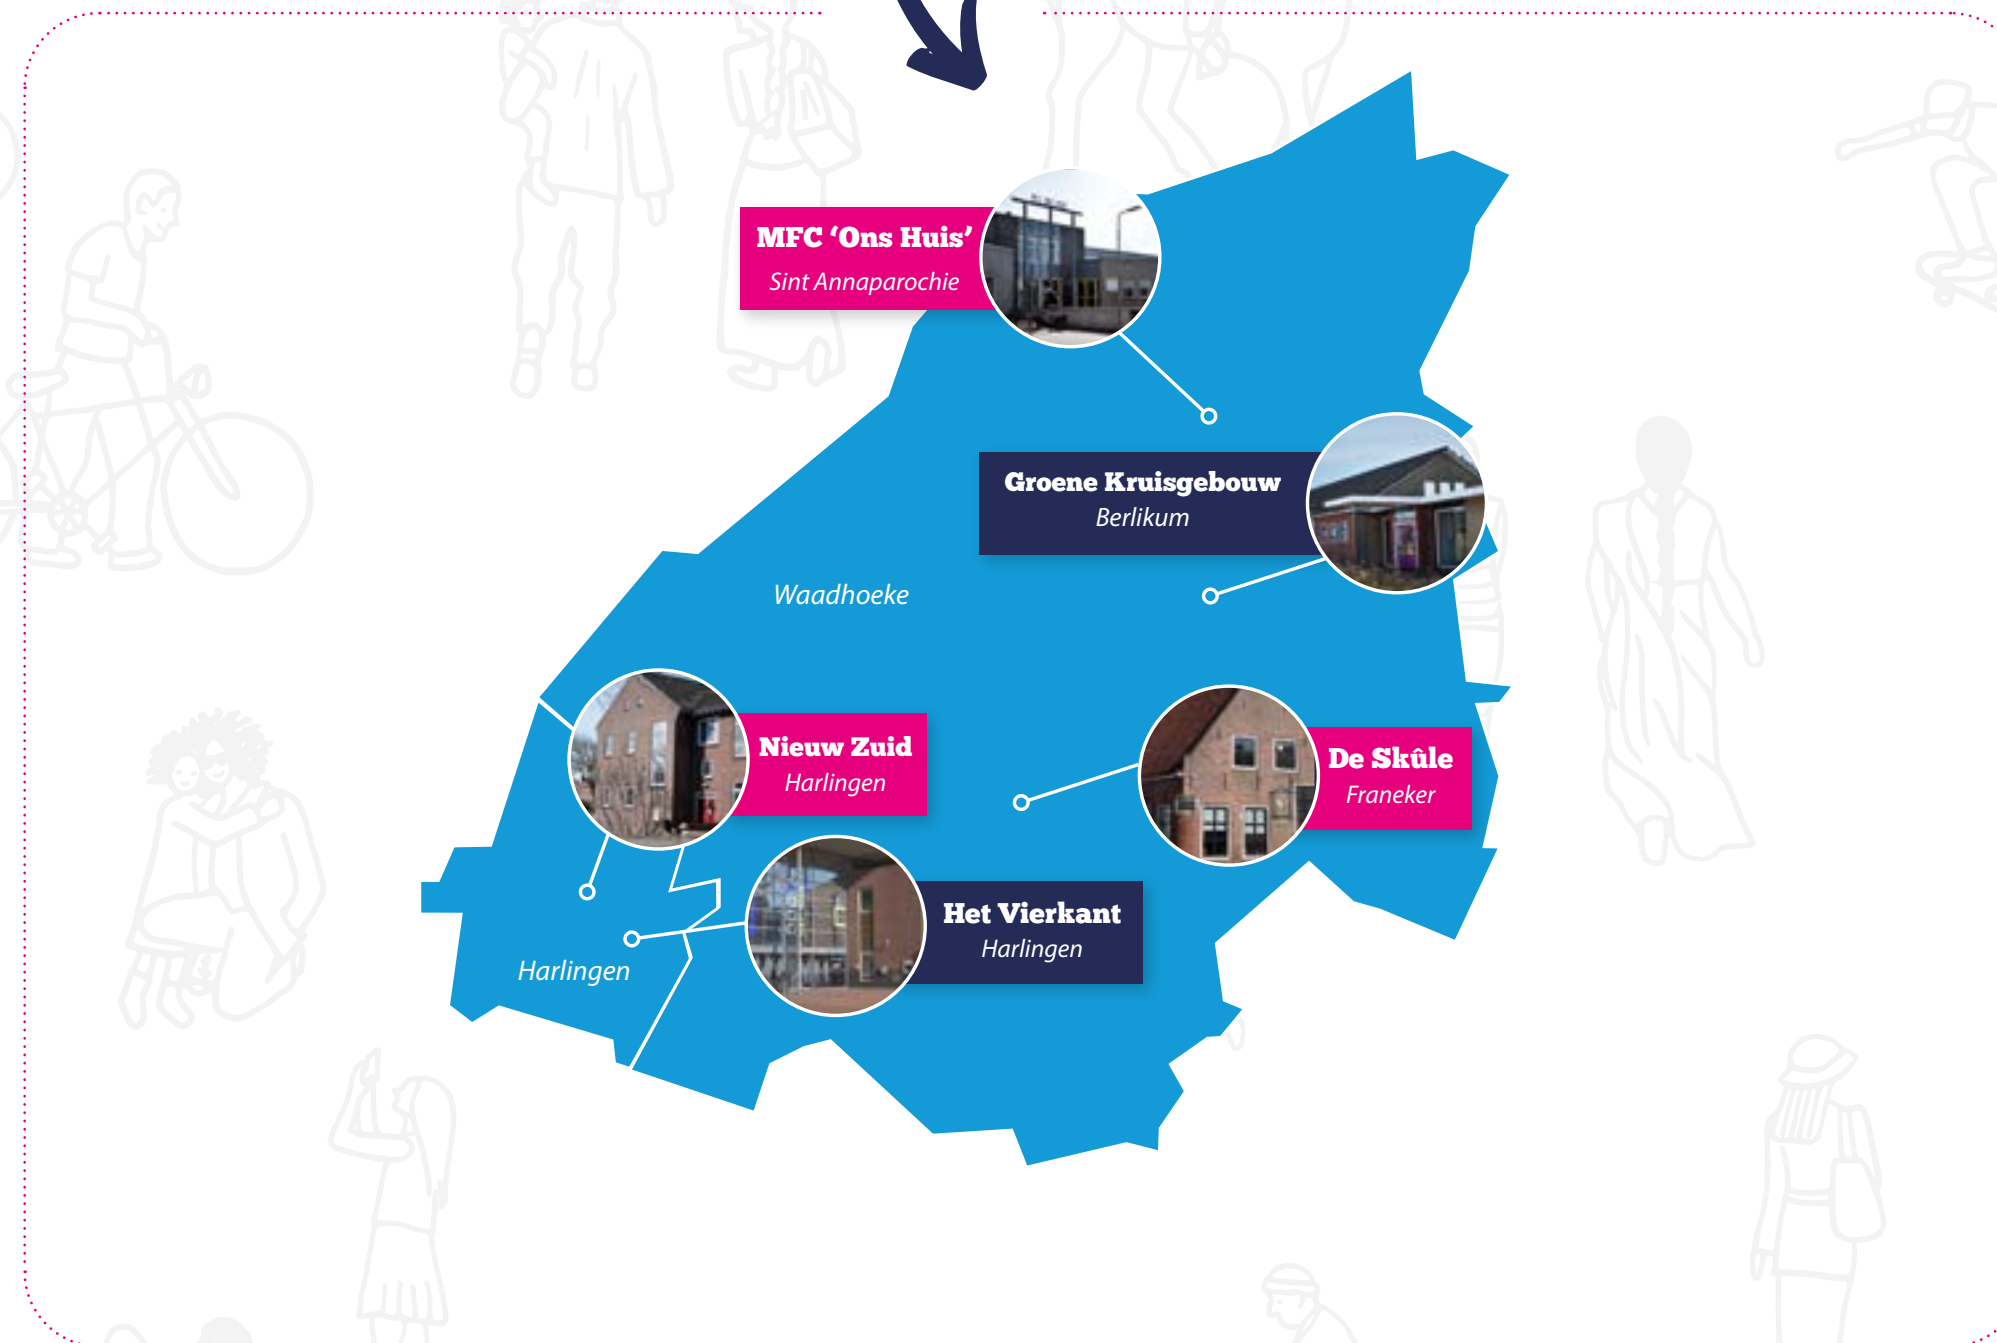 MFC ‘Ons Huis’
Sint Annaparochie
Groene Kruisgebouw
Berlikum
Waadhoeke
Nieuw Zuid
Harlingen
De Skûle
Franeker
Het Vierkant
Harlingen
Harlingen